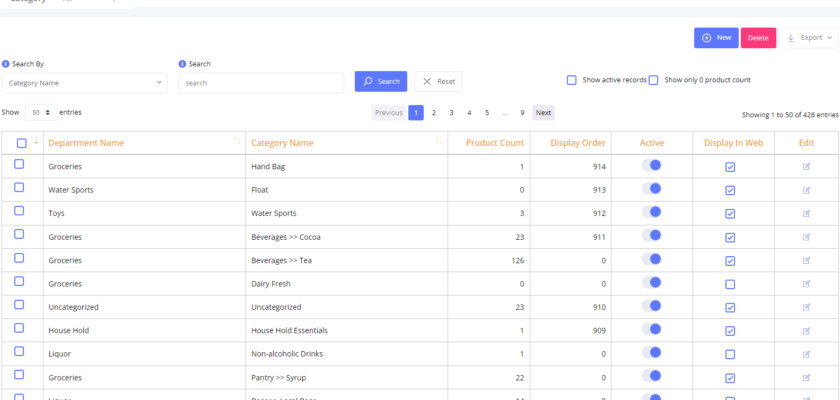 Category
New Delete Export
Search By Search
Category Name search Search Reset Show active records Show only 0 product count
Show 50 entries Previous 1 2 3 4 5 ... 9 Next Showing 1 to 50 of 426 entries
Department Name Category Name Product Count Display Order Active Display In Web Edit
Groceries Hand Bag 1 914
Water Sports Float 0 913
Toys Water Sports 3 912
Groceries Beverages >> Cocoa 23 911
Groceries Beverages >> Tea 126 0
Groceries Dairy Fresh 0 0
Uncategorized Uncategorized 23 910
House Hold House Hold Essentials 1 909
Liquor Non-alcoholic Drinks 1 0
Groceries Pantry >> Syrup 22 0